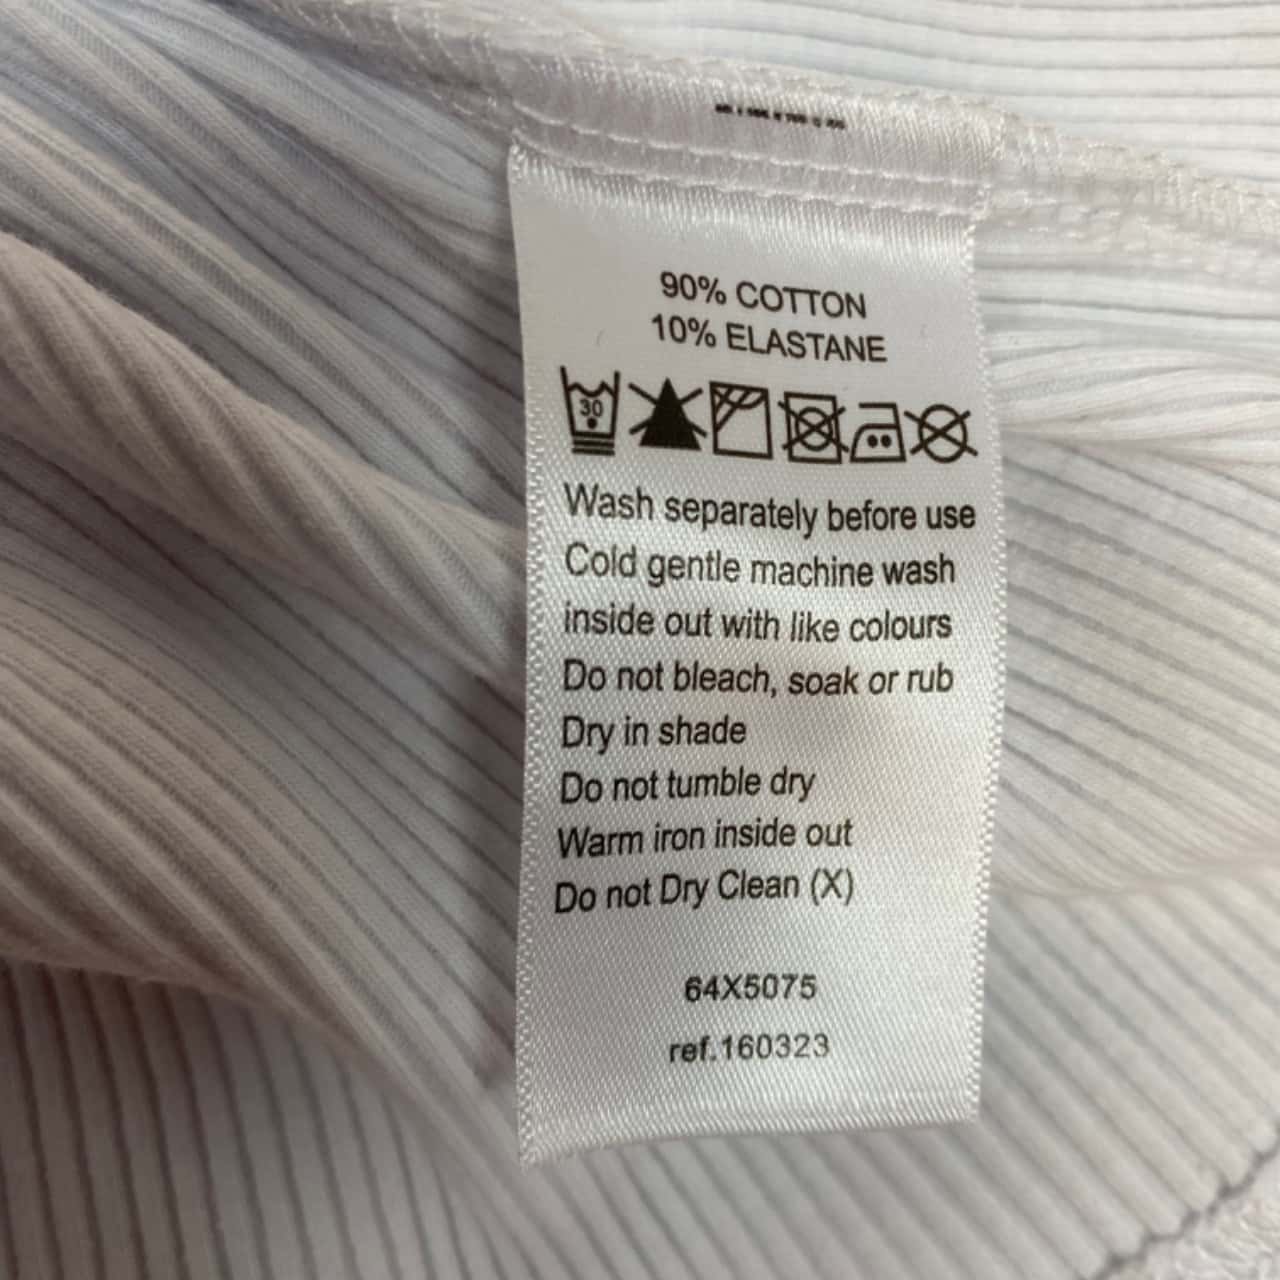 90% COTTON
10% ELASTANE
30
Wash separately before use
Cold gentle machine wash
inside out with like colours
Do not bleach, soak or rub
Dry in shade
Do not tumble dry
Warm iron inside out
Do not Dry Clean (X)
64X5075
ref.160323